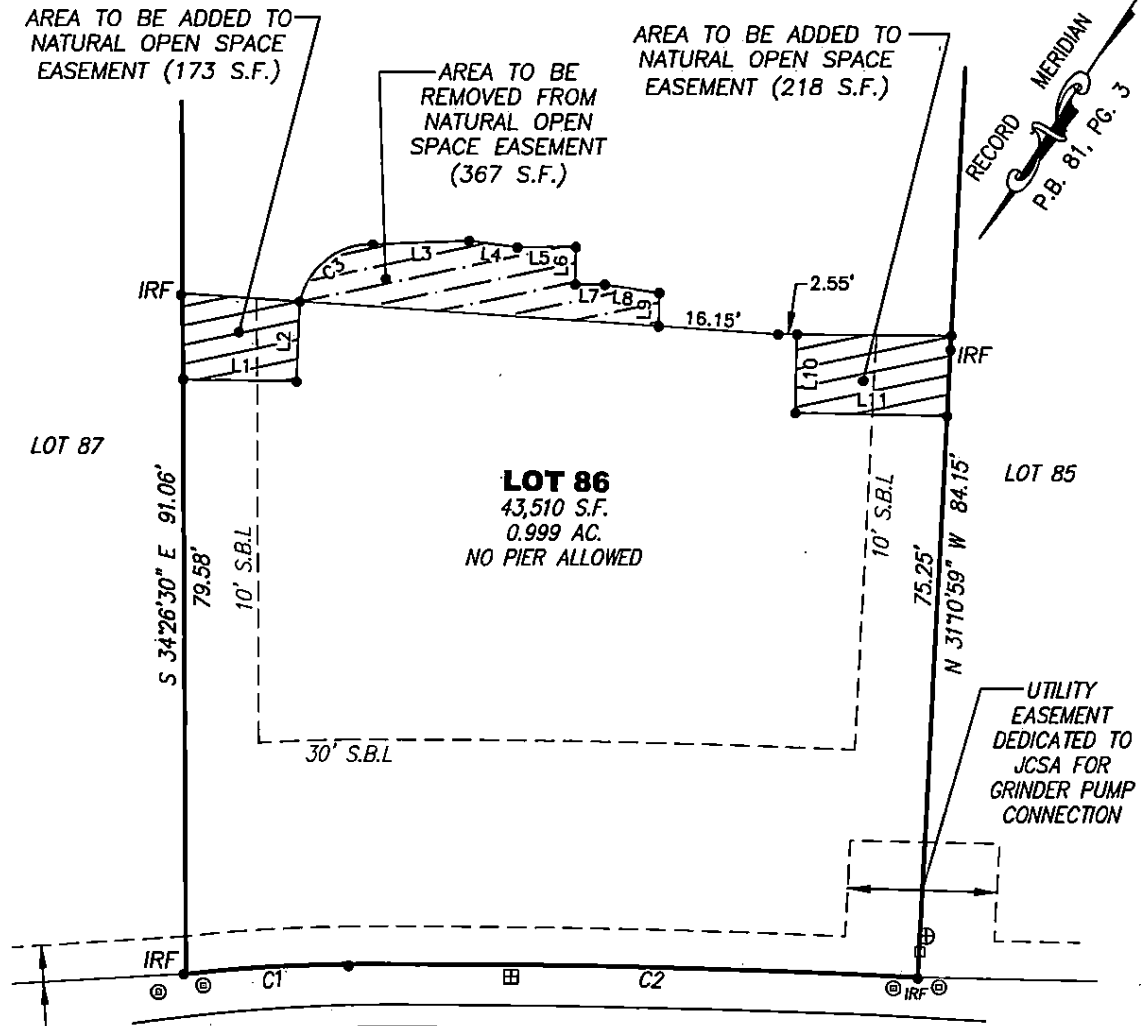 AREA TO BE ADDED TO
NATURAL OPEN SPACE
EASEMENT (173 S.F.)
AREA TO BE
REMOVED FROM
NATURAL OPEN
SPACE EASEMENT
(367 S.F.)
AREA TO BE ADDED TO
NATURAL OPEN SPACE
EASEMENT (218 S.F.)
RECORD MERIDIAN
P.B. 81, PG. 3
C3
L3
L4
L5
L6
L7
L8
L9
16.15'
2.55'
IRF
L2
L1
L10
L11
IRF
LOT 87
LOT 86
43,510 S.F.
0.999 AC.
NO PIER ALLOWED
LOT 85
S 34°26'30" E 91.06'
79.58'
10' S.B.L
10' S.B.L
75.25'
N 31°10'59" W 84.15'
30' S.B.L
UTILITY
EASEMENT
DEDICATED TO
JCSA FOR
GRINDER PUMP
CONNECTION
IRF
C1
C2
IRF